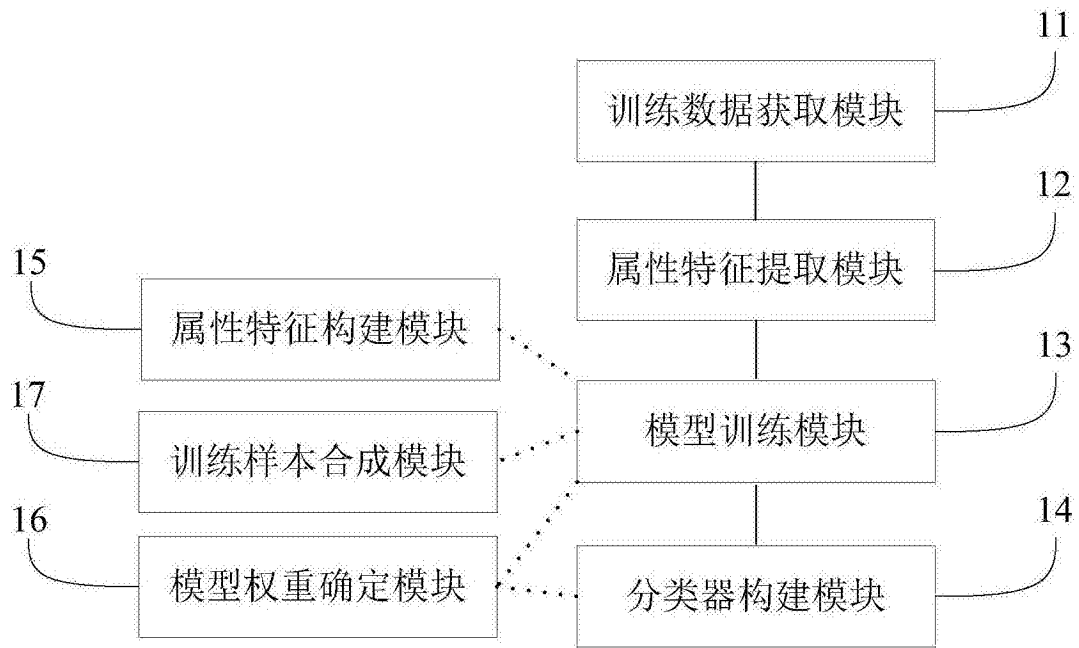 11
训练数据获取模块
12
属性特征提取模块
15
属性特征构建模块
13
模型训练模块
17
训练样本合成模块
16
模型权重确定模块
14
分类器构建模块